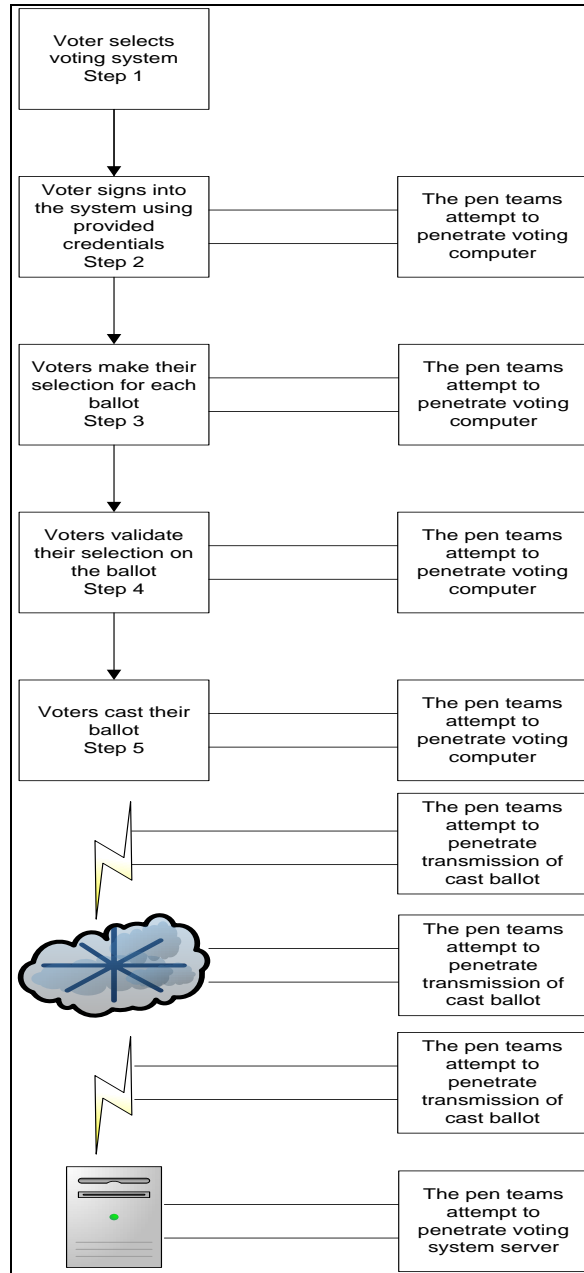 Voter selects
voting system
Step 1
Voter signs into
the system using
provided
credentials
Step 2
The pen teams
attempt to
penetrate voting
computer
Voters make their
selection for each
ballot
Step 3
The pen teams
attempt to
penetrate voting
computer
Voters validate
their selection on
the ballot
Step 4
The pen teams
attempt to
penetrate voting
computer
Voters cast their
ballot
Step 5
The pen teams
attempt to
penetrate voting
computer
The pen teams
attempt to
penetrate
transmission of
cast ballot
The pen teams
attempt to
penetrate
transmission of
cast ballot
The pen teams
attempt to
penetrate
transmission of
cast ballot
The pen teams
attempt to
penetrate voting
system server